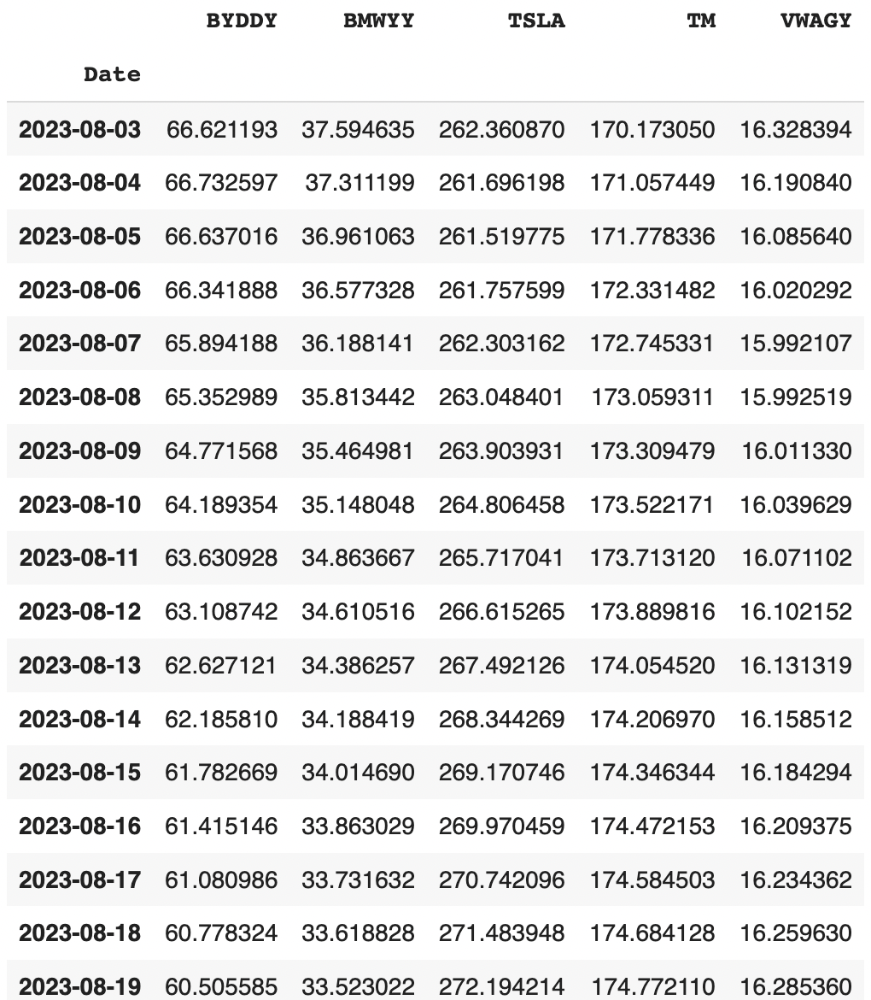 BYDDY BMWYY TSLA TM VWAGY
Date
2023-08-03 66.621193 37.594635 262.360870 170.173050 16.328394
2023-08-04 66.732597 37.311199 261.696198 171.057449 16.190840
2023-08-05 66.637016 36.961063 261.519775 171.778336 16.085640
2023-08-06 66.341888 36.577328 261.757599 172.331482 16.020292
2023-08-07 65.894188 36.188141 262.303162 172.745331 15.992107
2023-08-08 65.352989 35.813442 263.048401 173.059311 15.992519
2023-08-09 64.771568 35.464981 263.903931 173.309479 16.011330
2023-08-10 64.189354 35.148048 264.806458 173.522171 16.039629
2023-08-11 63.630928 34.863667 265.717041 173.713120 16.071102
2023-08-12 63.108742 34.610516 266.615265 173.889816 16.102152
2023-08-13 62.627121 34.386257 267.492126 174.054520 16.131319
2023-08-14 62.185810 34.188419 268.344269 174.206970 16.158512
2023-08-15 61.782669 34.014690 269.170746 174.346344 16.184294
2023-08-16 61.415146 33.863029 269.970459 174.472153 16.209375
2023-08-17 61.080986 33.731632 270.742096 174.584503 16.234362
2023-08-18 60.778324 33.618828 271.483948 174.684128 16.259630
2023-08-19 60.505585 33.523022 272.194214 174.772110 16.285360